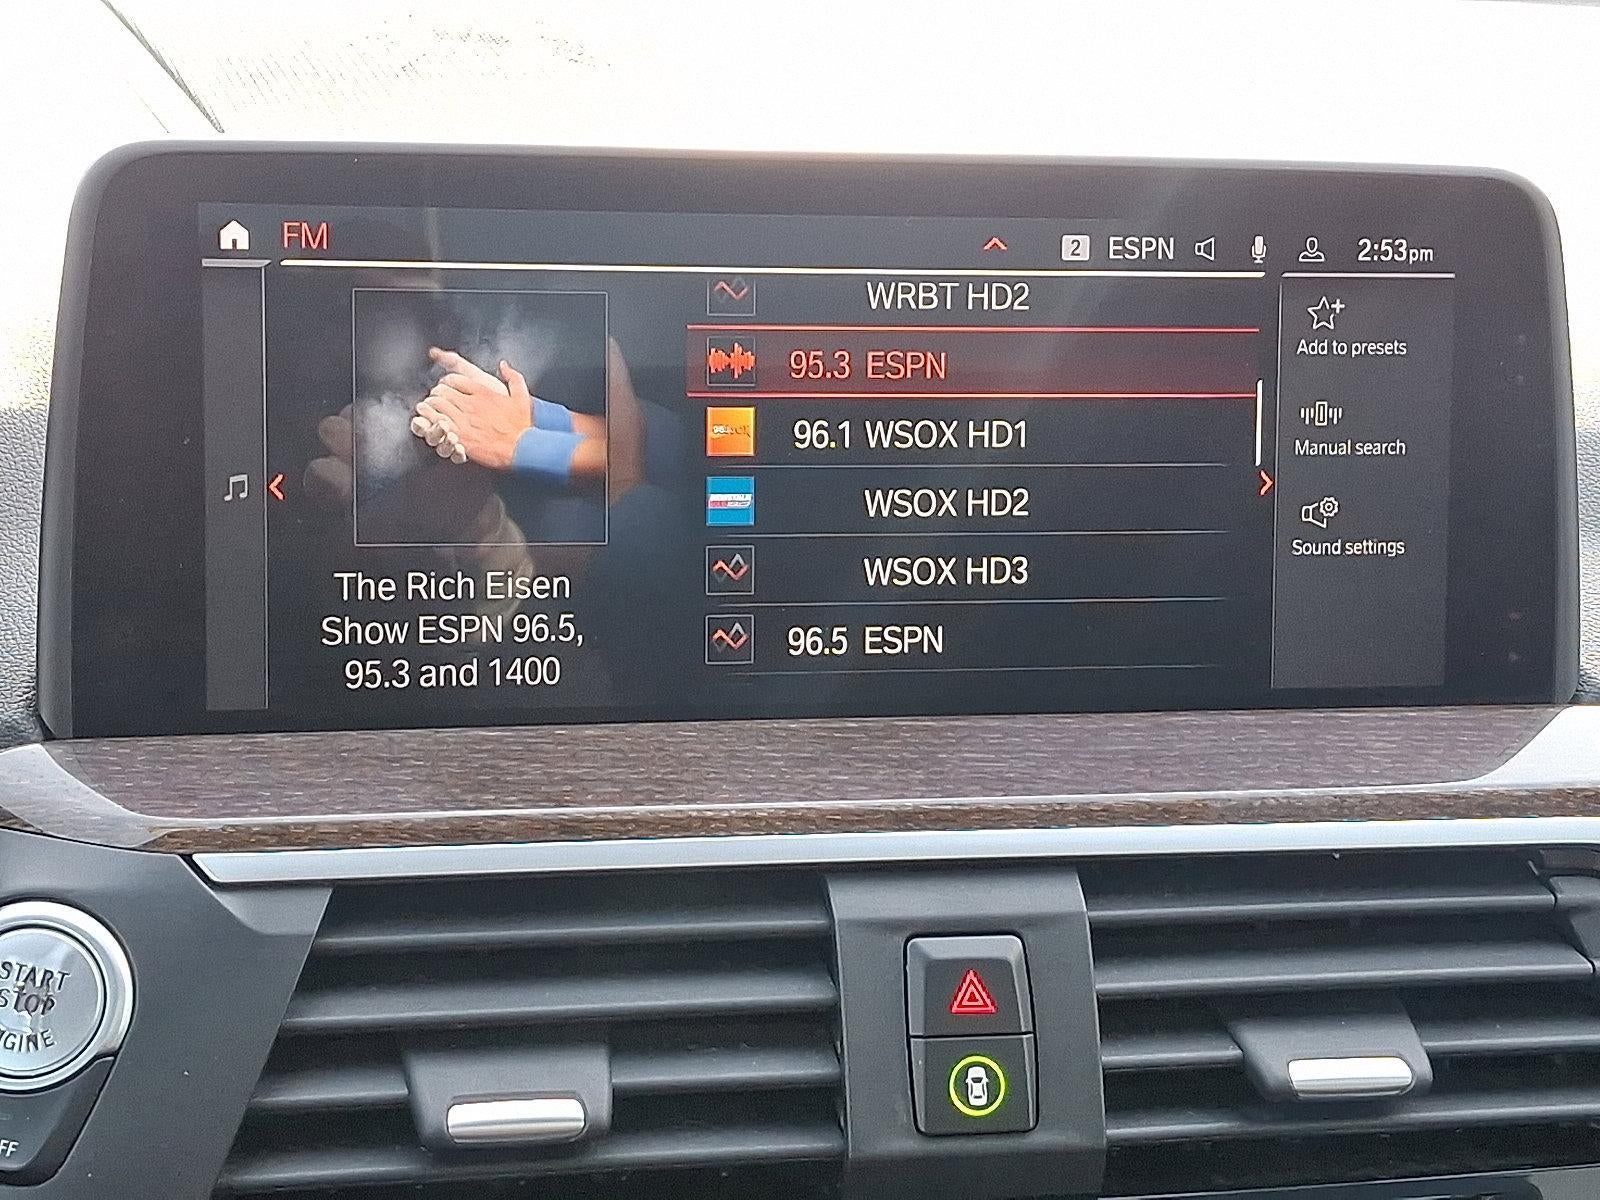 FM
2 ESPN 2:53pm
WRBT HD2
95.3 ESPN
96.1 WSOX HD1
WSOX HD2
WSOX HD3
96.5 ESPN
The Rich Eisen
Show ESPN 96.5,
95.3 and 1400
Add to presets
Manual search
Sound settings
START
STOP
NGINE
FF